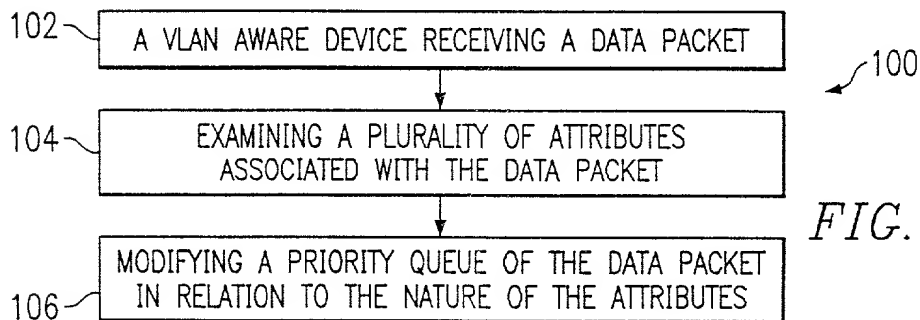 102
A VLAN AWARE DEVICE RECEIVING A DATA PACKET
100
104
EXAMINING A PLURALITY OF ATTRIBUTES
ASSOCIATED WITH THE DATA PACKET
FIG.
106
MODIFYING A PRIORITY QUEUE OF THE DATA PACKET
IN RELATION TO THE NATURE OF THE ATTRIBUTES